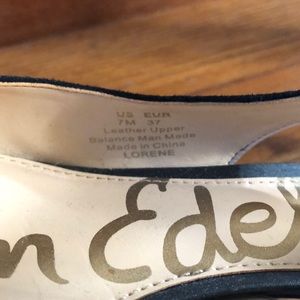 US EUR
7M 37
Leather Upper
Balance Man Made
Made in China
LORENE
n Ede